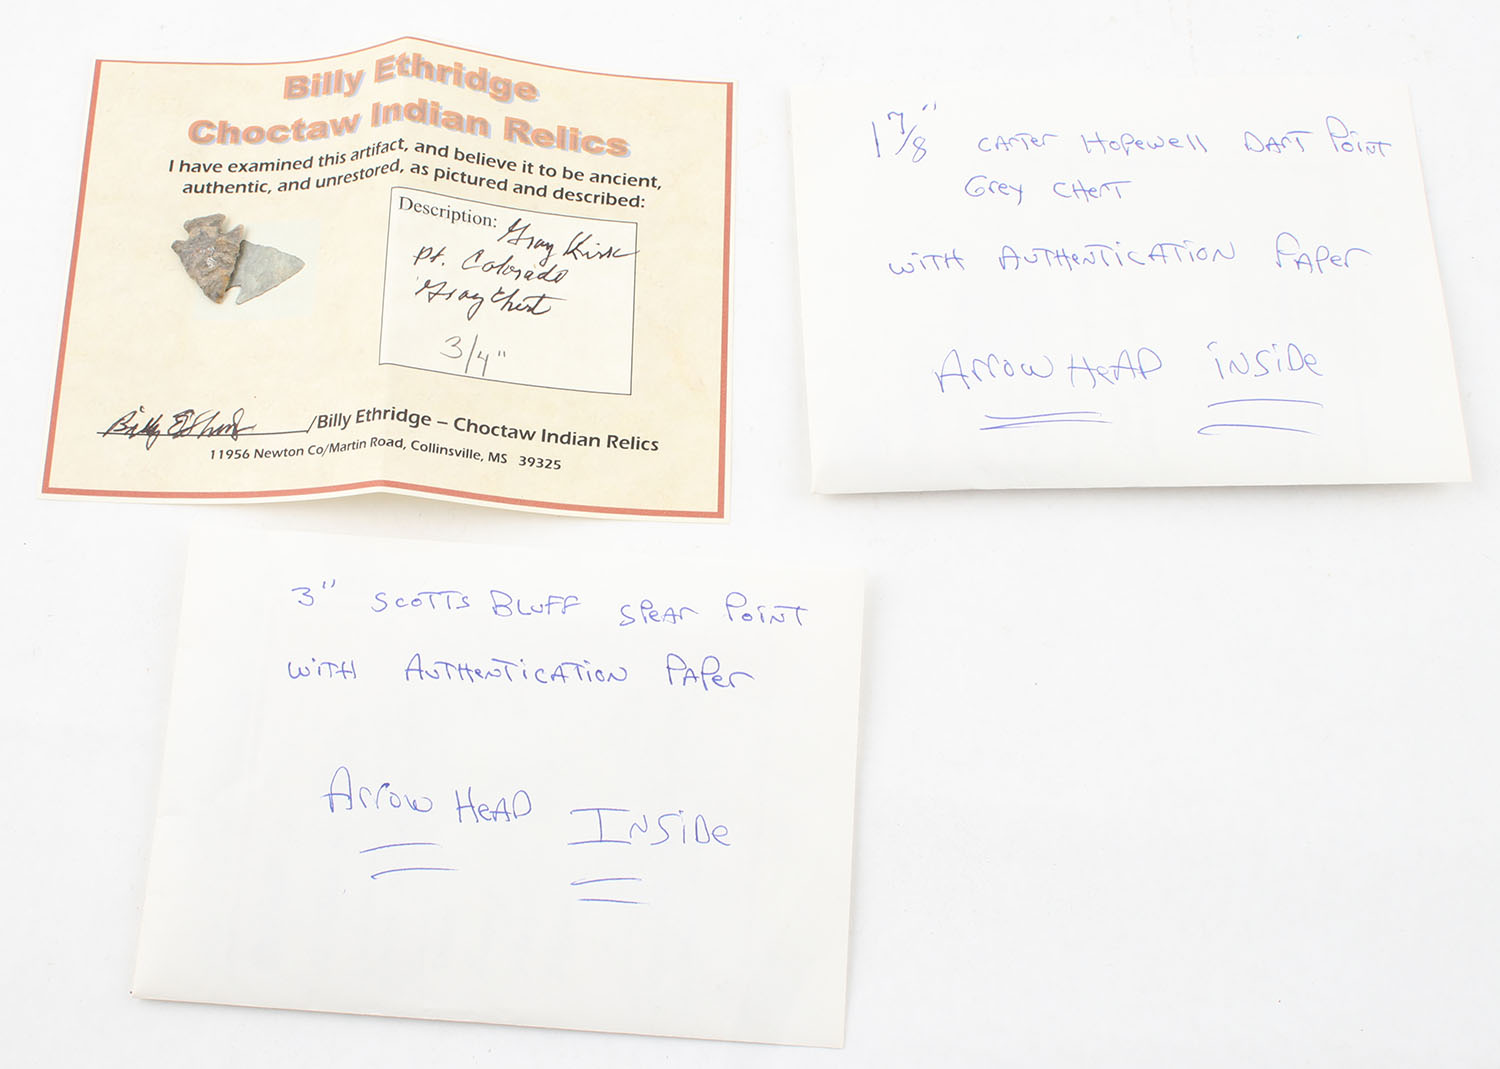 Billy Ethridge
Choctaw Indian Relics
I have examined this artifact, and believe it to be ancient,
authentic, and unrestored, as pictured and described:
Description: Gray Kirk
pt. Colorado
Gray Chert
3/4"
Billy Ethridge /Billy Ethridge – Choctaw Indian Relics
11956 Newton Co/Martin Road, Collinsville, MS 39325
1 7/8" Carter Hopewell Dart Point
Grey Chert
with Authentication Paper
Arrow Head inside
3" Scotts Bluff Spear Point
with Authentication Paper
Arrow Head Inside